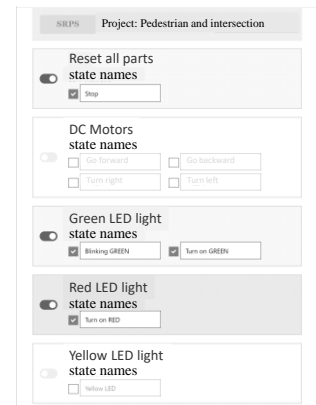 SRPS Project: Pedestrian and intersection
Reset all parts
state names
Stop
DC Motors
state names
Go forward Go backward
Turn right Turn left
Green LED light
state names
Blinking GREEN Turn on GREEN
Red LED light
state names
Turn on RED
Yellow LED light
state names
Yellow LED